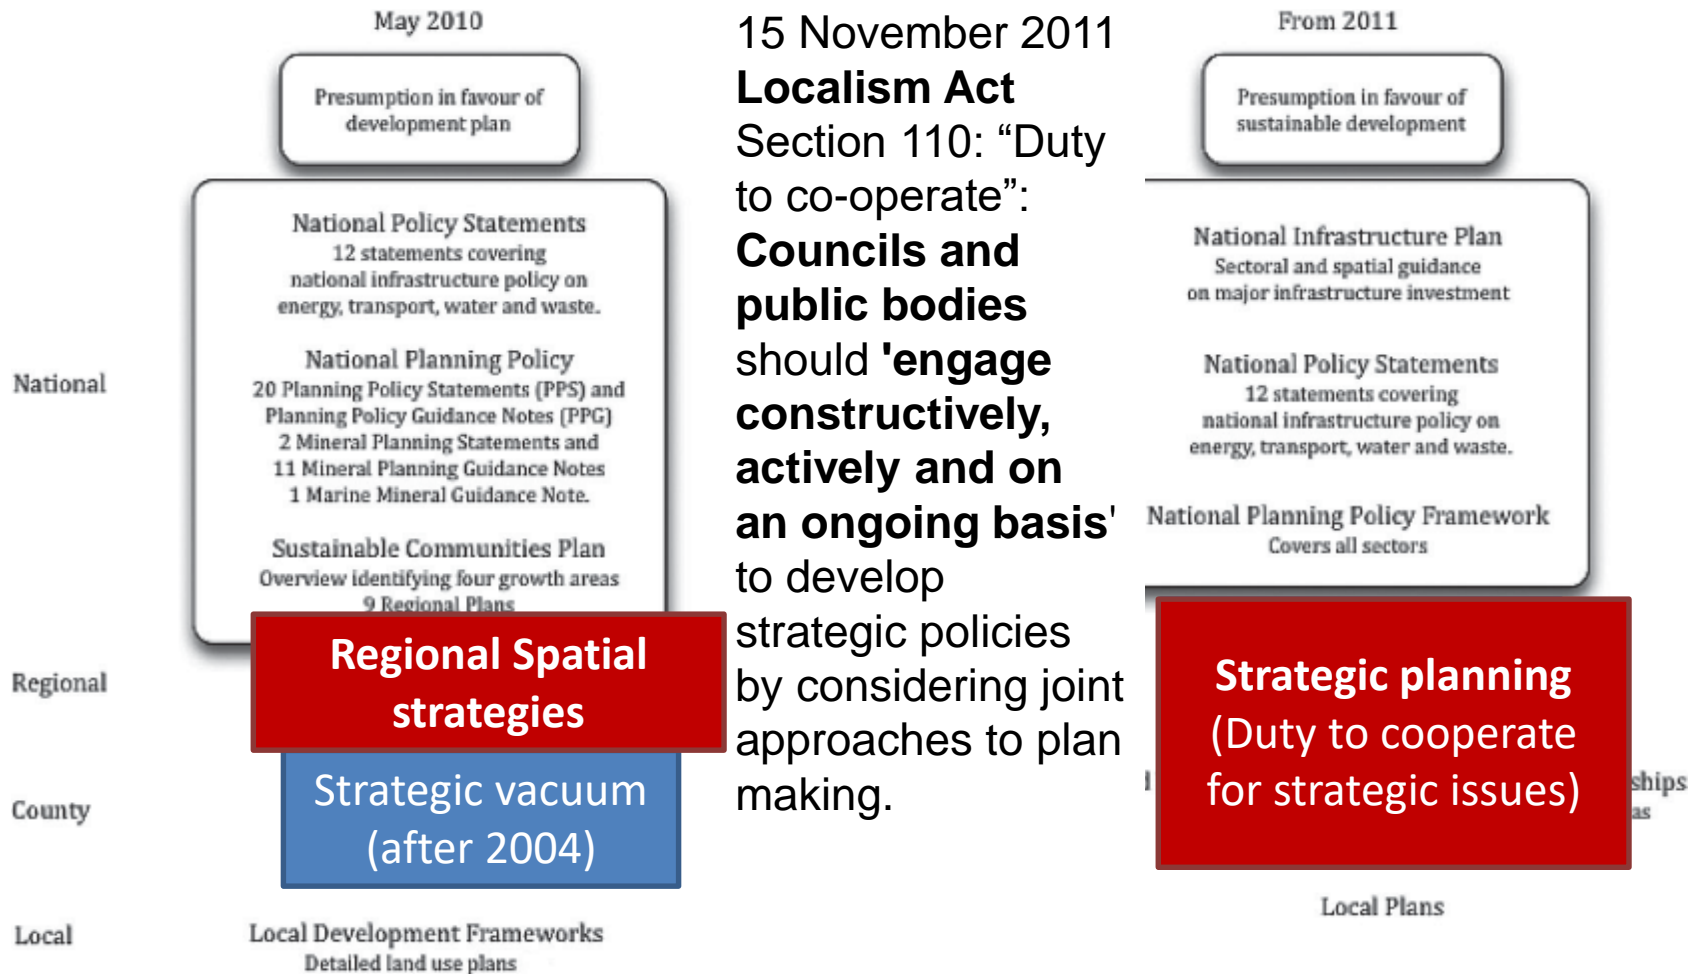 May 2010
Presumption in favour of
development plan
National Policy Statements
12 statements covering
national infrastructure policy on
energy, transport, water and waste.
National Planning Policy
20 Planning Policy Statements (PPS) and
Planning Policy Guidance Notes (PPG)
2 Mineral Planning Statements and
11 Mineral Planning Guidance Notes
1 Marine Mineral Guidance Note.
Sustainable Communities Plan
Overview identifying four growth areas
9 Regional Plans
National
Regional
County
Local
Regional Spatial
strategies
Strategic vacuum
(after 2004)
Local Development Frameworks
Detailed land use plans
15 November 2011
Localism Act
Section 110: “Duty
to co-operate”:
Councils and
public bodies
should 'engage
constructively,
actively and on
an ongoing basis'
to develop
strategic policies
by considering joint
approaches to plan
making.
From 2011
Presumption in favour of
sustainable development
National Infrastructure Plan
Sectoral and spatial guidance
on major infrastructure investment
National Policy Statements
12 statements covering
national infrastructure policy on
energy, transport, water and waste.
National Planning Policy Framework
Covers all sectors
Strategic planning
(Duty to cooperate
for strategic issues)
ships
as
Local Plans